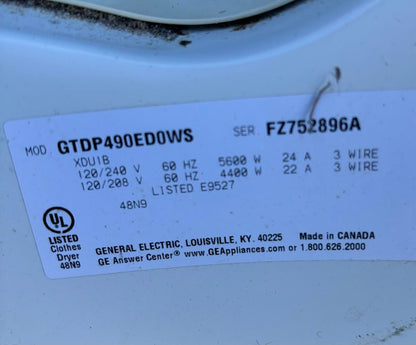 MOD. GTDP490ED0WS SER. FZ752896A
XDU1B
120/240 V 60 HZ 5600 W 24 A 3 WIRE
120/208 V 60 HZ 4400 W 22 A 3 WIRE
LISTED E9527
48N9
UL
LISTED
Clothes
Dryer
48N9
GENERAL ELECTRIC, LOUISVILLE, KY. 40225 Made in CANADA
GE Answer Center® www.GEAppliances.com or 1.800.626.2000